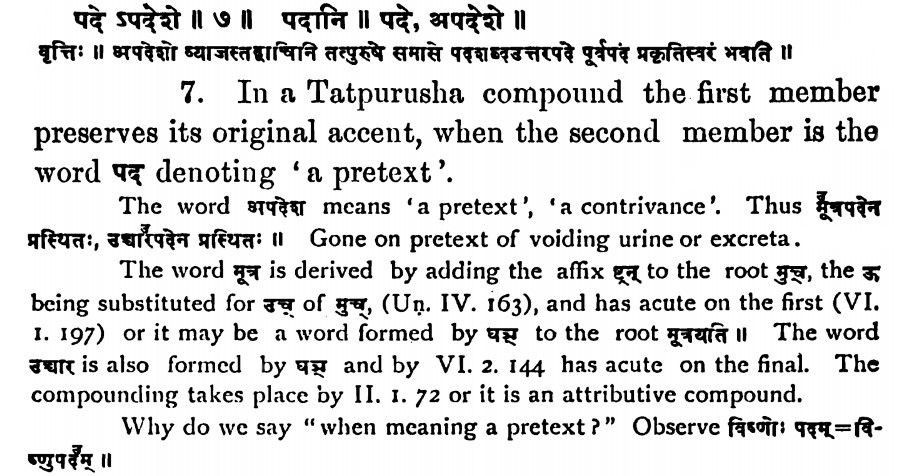 पदे ऽपदेशे ॥ ७ ॥ पदानि ॥ पदे, अपदेशे ॥
वृत्तिः ॥ अपदेशो व्याजस्तद्वाचिनि तत्पुरुषे समासे पदशब्दउत्तरपदे पूर्वपदं प्रकृतिस्वरं भवति ॥
7. In a Tatpurusha compound the first member
preserves its original accent, when the second member is the
word पद denoting ‘a pretext’.
The word अपदेश means ‘a pretext’, ‘a contrivance’. Thus मू꣡त्रपदेन
प्रस्थितः, उच्चार꣡पदेन प्रस्थितः ॥ Gone on pretext of voiding urine or excreta.
The word मूत्र is derived by adding the affix ष्ट्रन् to the root मुच्, the ऊ
being substituted for उच् of मुच्, (Uṇ. IV. 163), and has acute on the first (VI.
1. 197) or it may be a word formed by घञ् to the root मूत्रयति ॥ The word
उच्चार is also formed by घञ् and by VI. 2. 144 has acute on the final. The
compounding takes place by II. 1. 72 or it is an attributive compound.
Why do we say "when meaning a pretext?" Observe विष्णोः पदम्=वि-
ष्णुपद꣡म् ॥